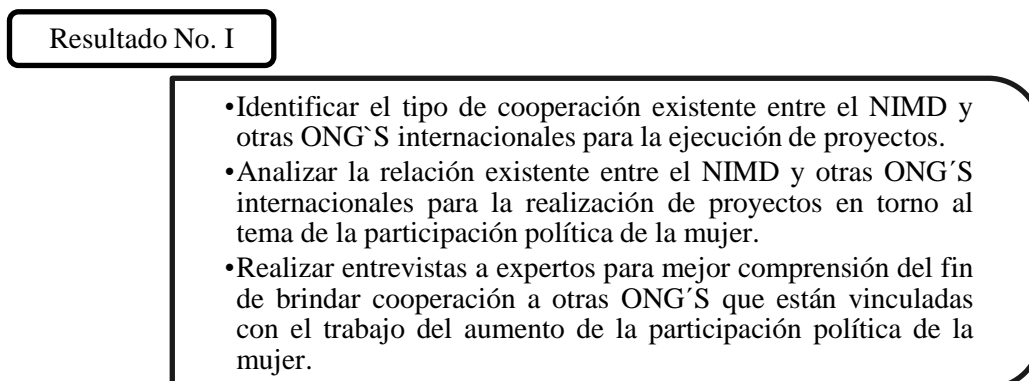 Resultado No. I
•Identificar el tipo de cooperación existente entre el NIMD y
otras ONG`S internacionales para la ejecución de proyectos.
•Analizar la relación existente entre el NIMD y otras ONG´S
internacionales para la realización de proyectos en torno al
tema de la participación política de la mujer.
•Realizar entrevistas a expertos para mejor comprensión del fin
de brindar cooperación a otras ONG´S que están vinculadas
con el trabajo del aumento de la participación política de la
mujer.